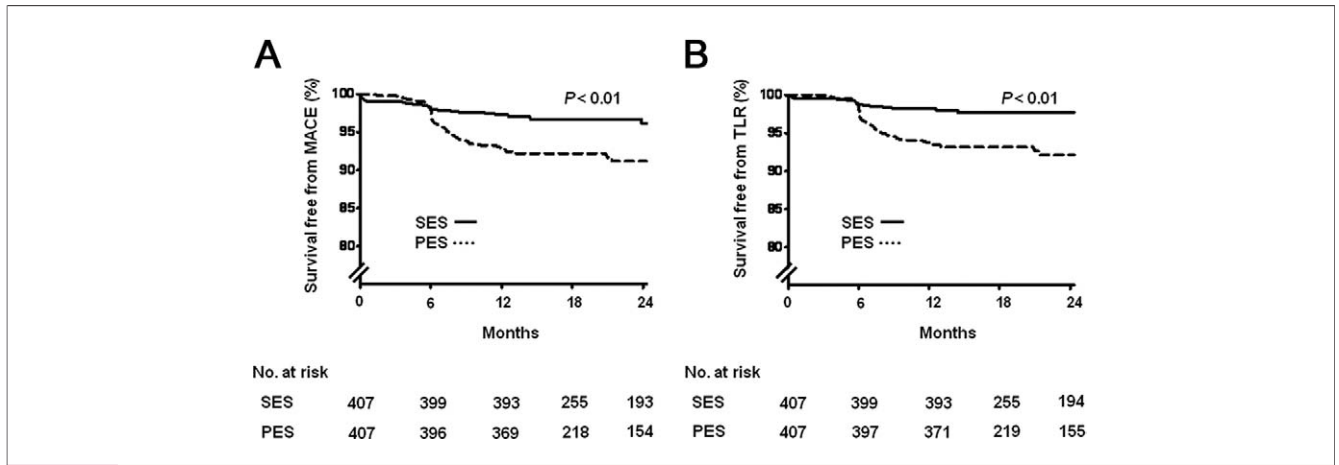 A
B
Survival free from MACE (%)
100
95
90
85
80
P < 0.01
SES
PES
0 6 12 18 24
Months
Survival free from TLR (%)
100
95
90
85
80
P < 0.01
SES
PES
0 6 12 18 24
Months
No. at risk
SES 407 399 393 255 193
PES 407 396 369 218 154
No. at risk
SES 407 399 393 255 194
PES 407 397 371 219 155